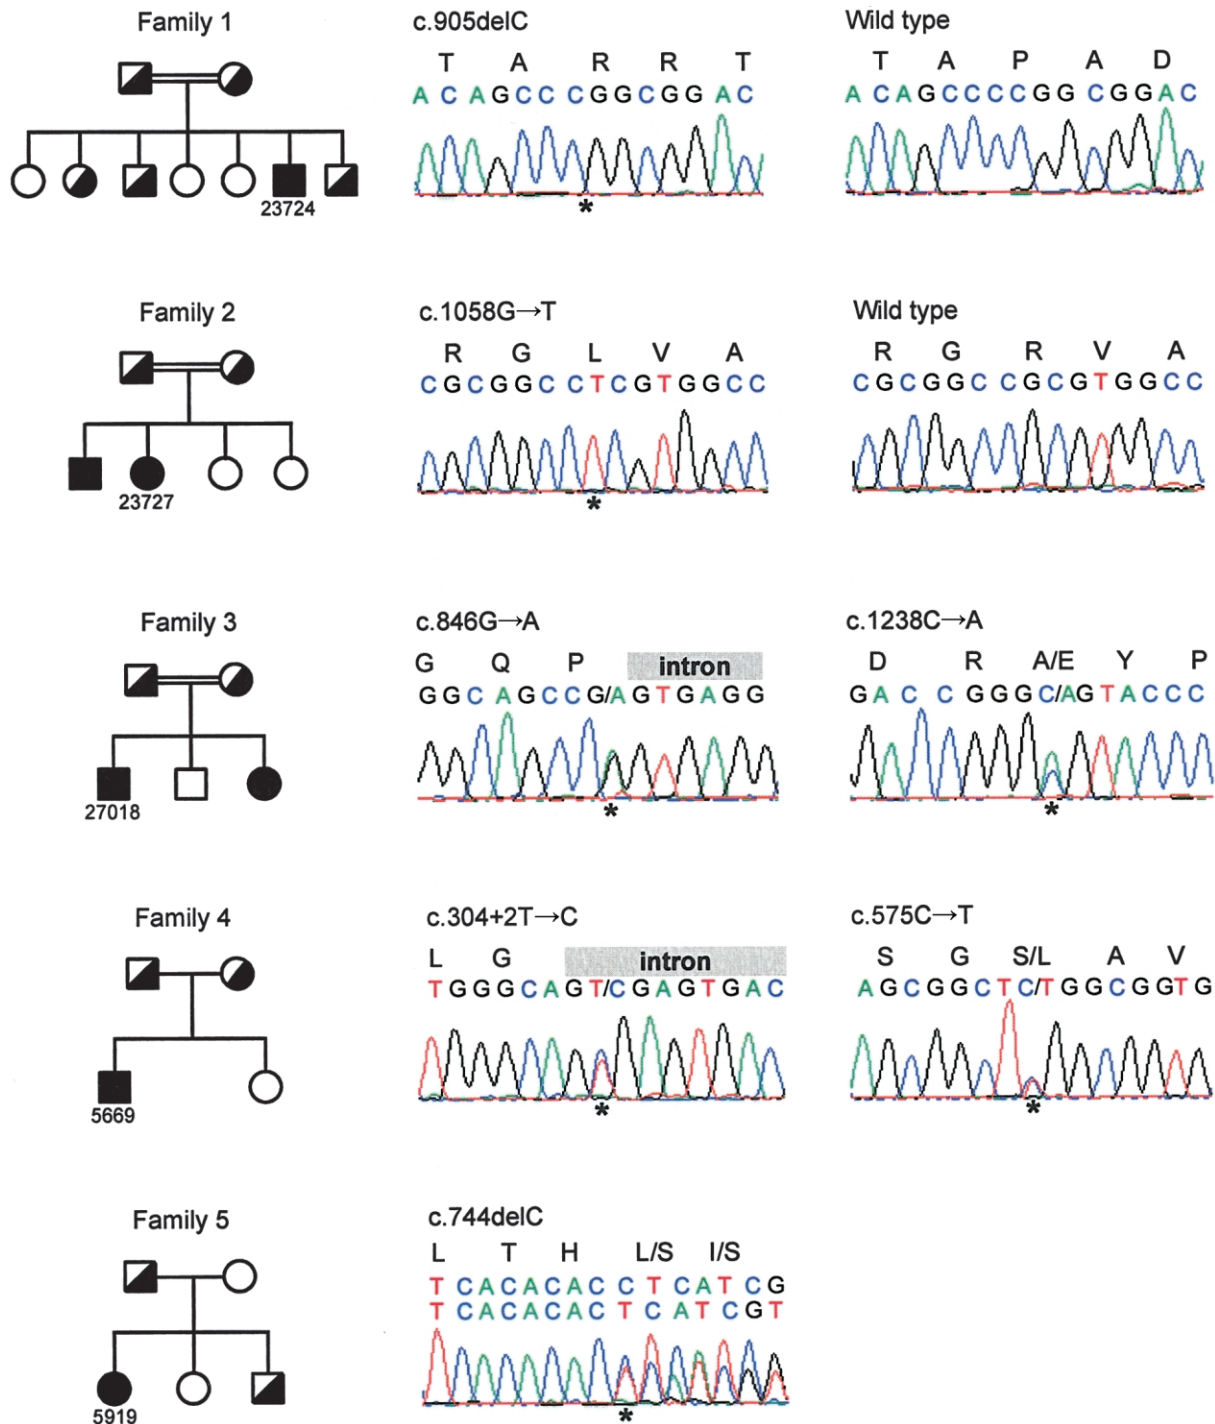 Family 1
c.905delC
Wild type
T A R R T
T A P A D
A C A G C C C G G C G G A C
A C A G C C C C G G C G G A C
*
23724
Family 2
c.1058G→T
Wild type
R G L V A
R G R V A
C G C G G C C T C G T G G C C
C G C G G C C G C G T G G C C
*
23727
Family 3
c.846G→A
c.1238C→A
G Q P intron
D R A/E Y P
G G C A G C C G/A G T G A G G
G A C C G G G C/A G T A C C C
*
*
27018
Family 4
c.304+2T→C
c.575C→T
L G intron
S G S/L A V
T G G G C A G T/C G A G T G A C
A G C G G C T C/T G G C G G T G
*
*
5669
Family 5
c.744delC
L T H L/S I/S
T C A C A C A C C T C A T C G
T C A C A C A C T C A T C G T
*
5919